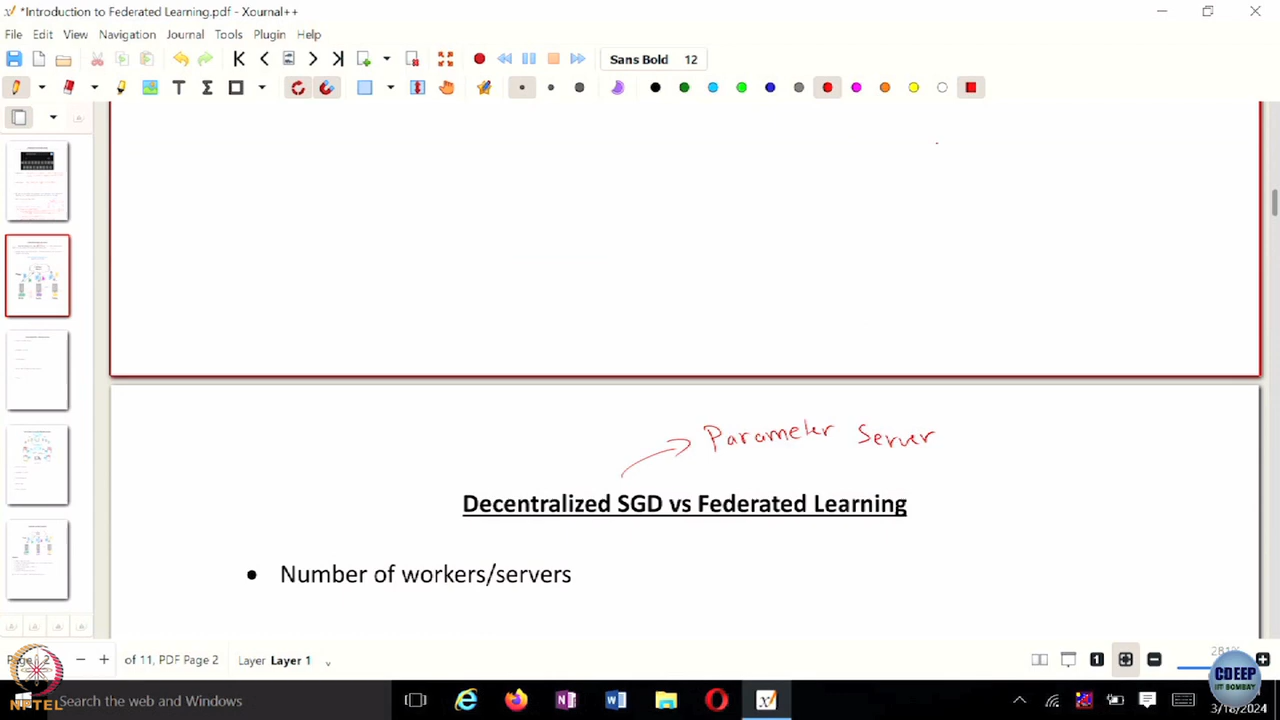 *Introduction to Federated Learning.pdf - Xournal++
File Edit View Navigation Journal Tools Plugin Help
Sans Bold 12
Parameter Server
Decentralized SGD vs Federated Learning
• Number of workers/servers
of 11, PDF Page 2 Layer Layer 1
NPTEL
Search the web and Windows
CDEEP
IIT BOMBAY
3/18/2024